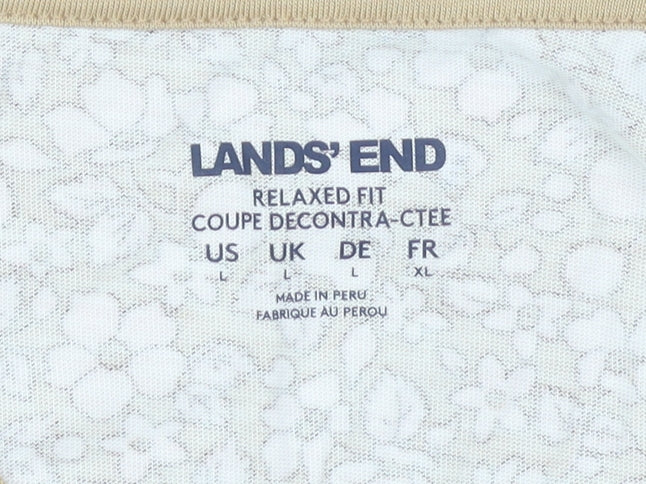 LANDS' END
RELAXED FIT
COUPE DECONTRA-CTEE
US UK DE FR
L L L XL
MADE IN PERU
FABRIQUE AU PEROU